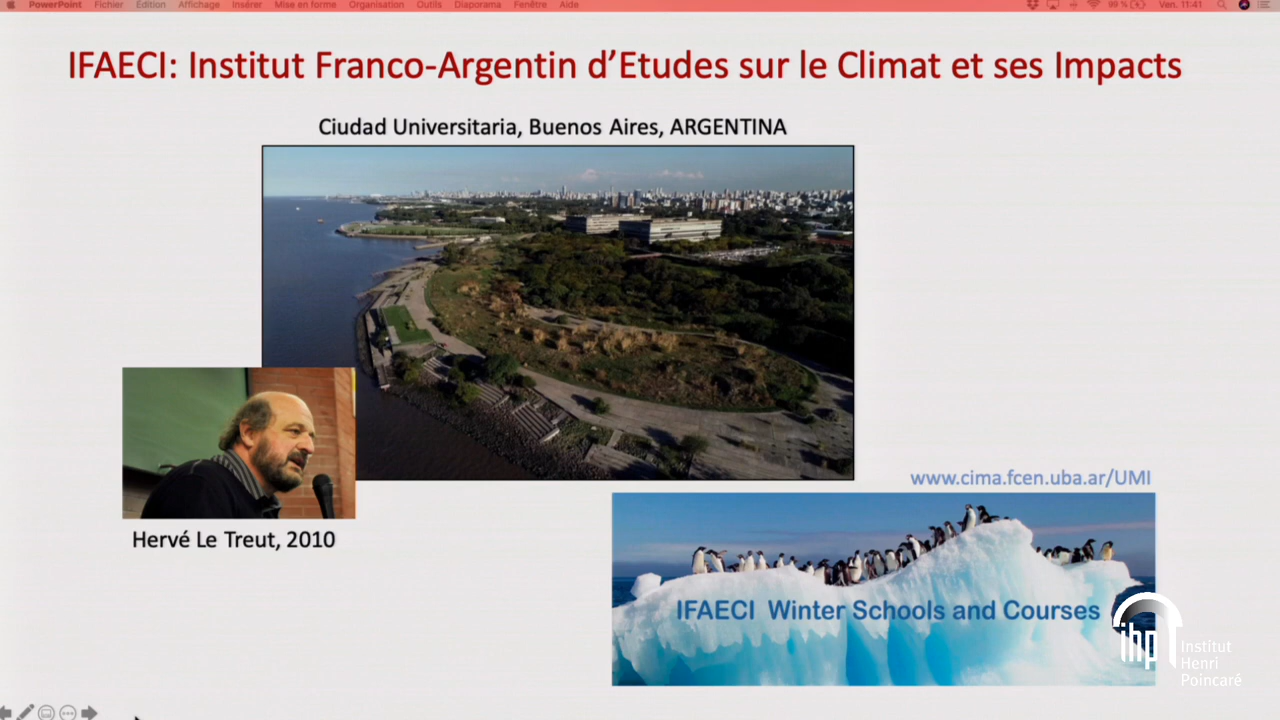 PowerPoint Fichier Édition Affichage Insérer Mise en forme Organisation Outils Diaporama Fenêtre Aide 99 % Ven. 11:41
IFAECI: Institut Franco-Argentin d’Etudes sur le Climat et ses Impacts
Ciudad Universitaria, Buenos Aires, ARGENTINA
www.cima.fcen.uba.ar/UMI
Hervé Le Treut, 2010
IFAECI Winter Schools and Courses
ihp
Institut
Henri
Poincaré